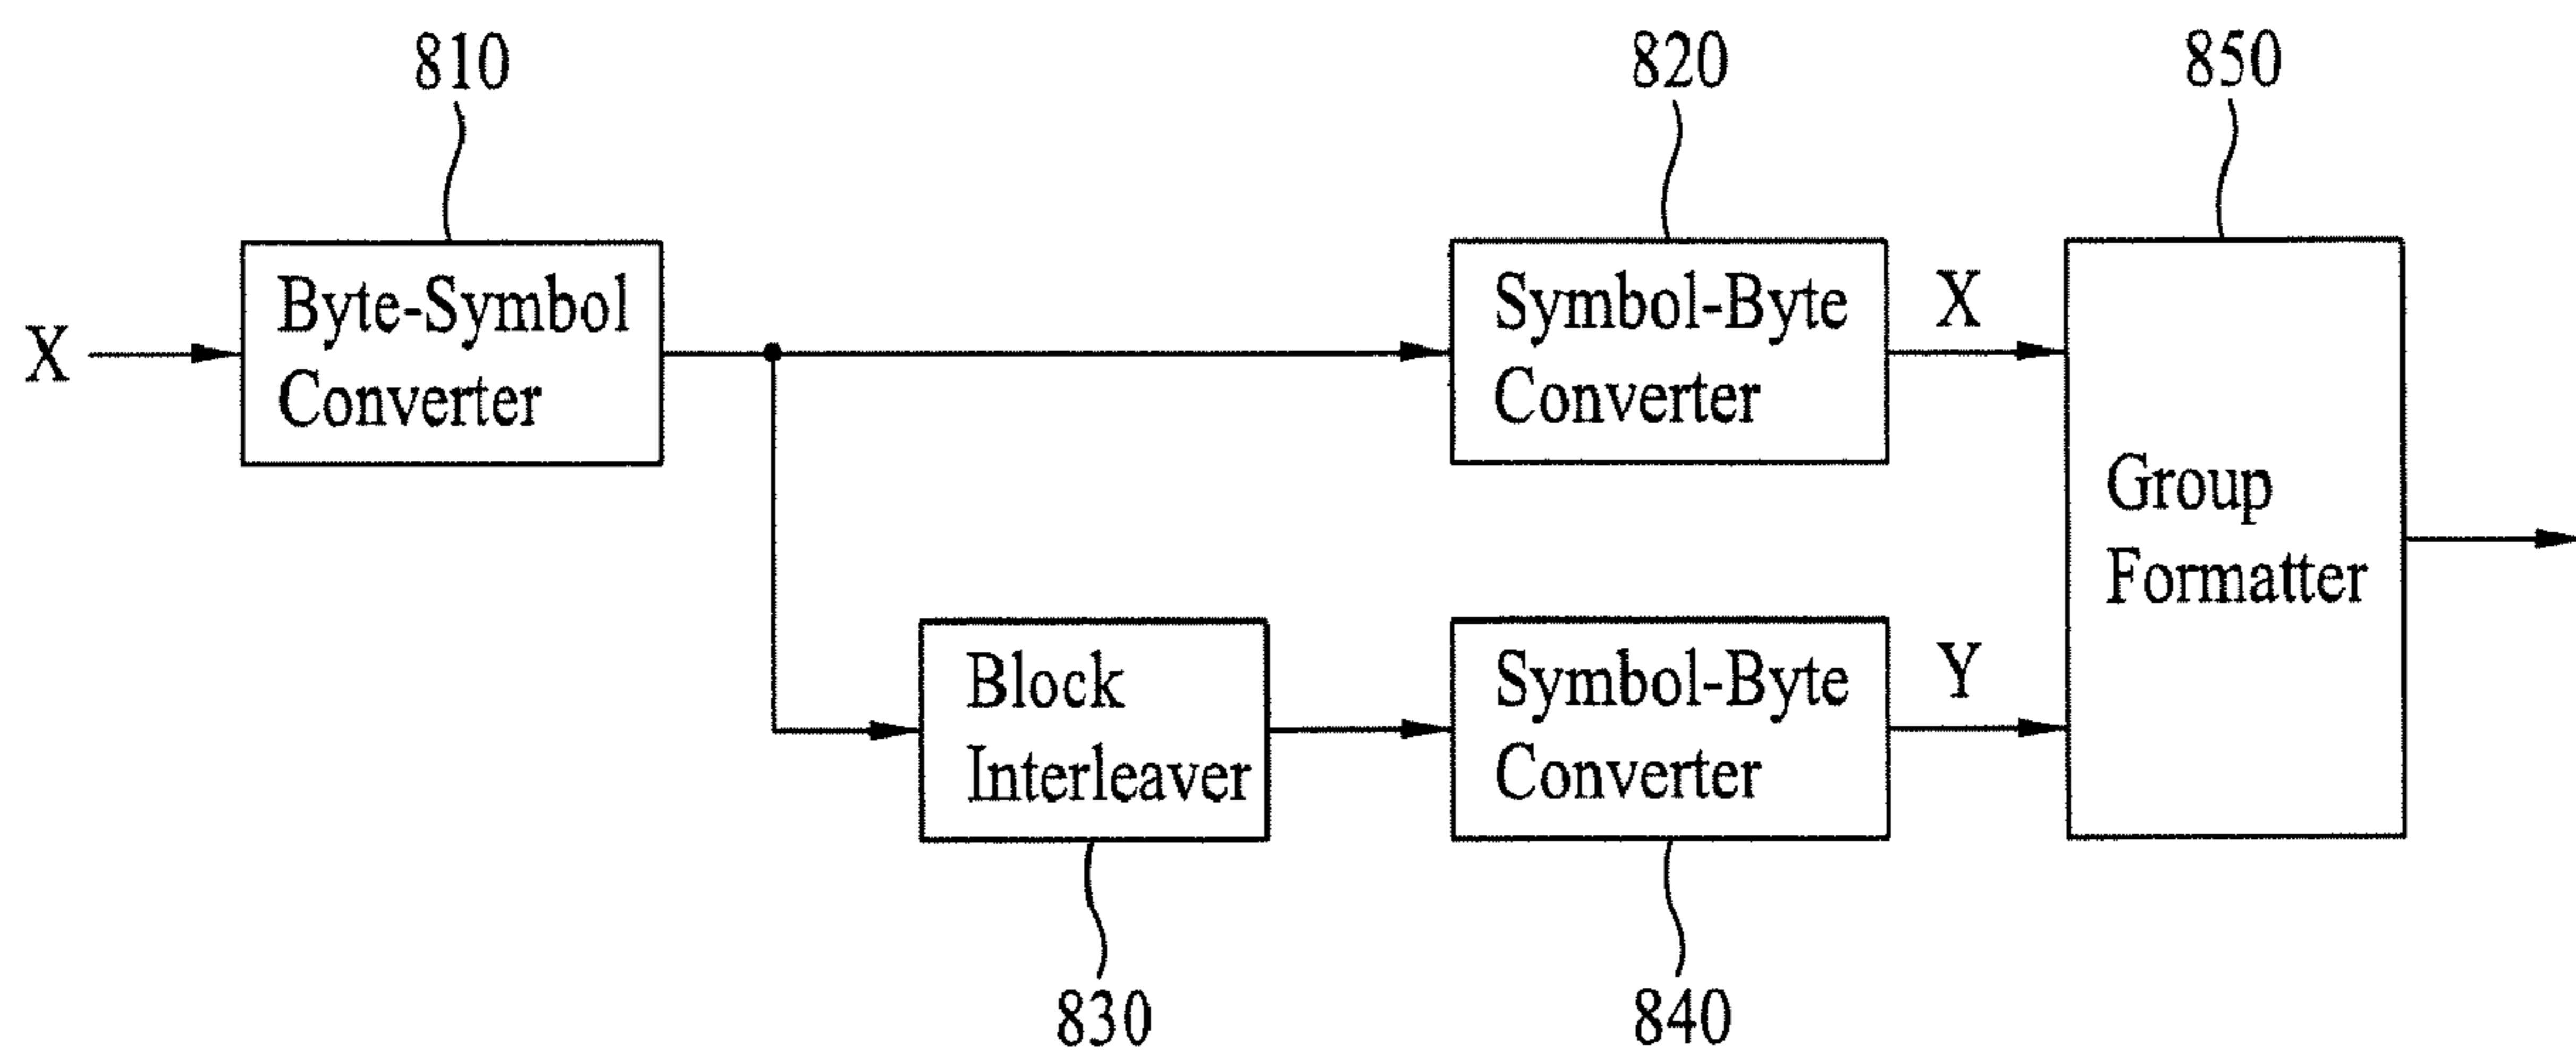 810
820
850
X
Byte-Symbol
Converter
Symbol-Byte
Converter
X
Group
Formatter
Block
Interleaver
Symbol-Byte
Converter
Y
830
840